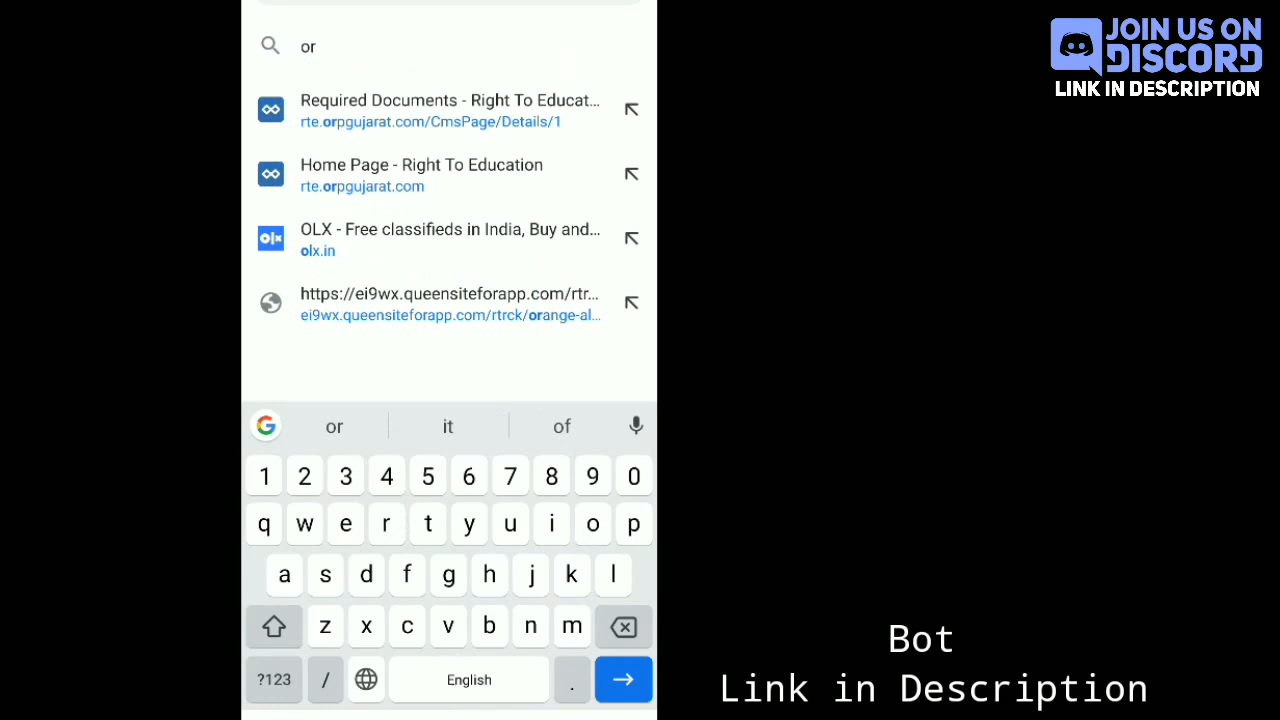 JOIN US ON
DISCORD
LINK IN DESCRIPTION
or
Required Documents - Right To Educat...
rte.orpgujarat.com/CmsPage/Details/1
Home Page - Right To Education
rte.orpgujarat.com
olx
OLX - Free classifieds in India, Buy and...
olx.in
https://ei9wx.queensiteforapp.com/rtr...
ei9wx.queensiteforapp.com/rtrck/orange-al...
G or it of
1 2 3 4 5 6 7 8 9 0
q w e r t y u i o p
a s d f g h j k l
z x c v b n m
?123 / English .
Bot
Link in Description